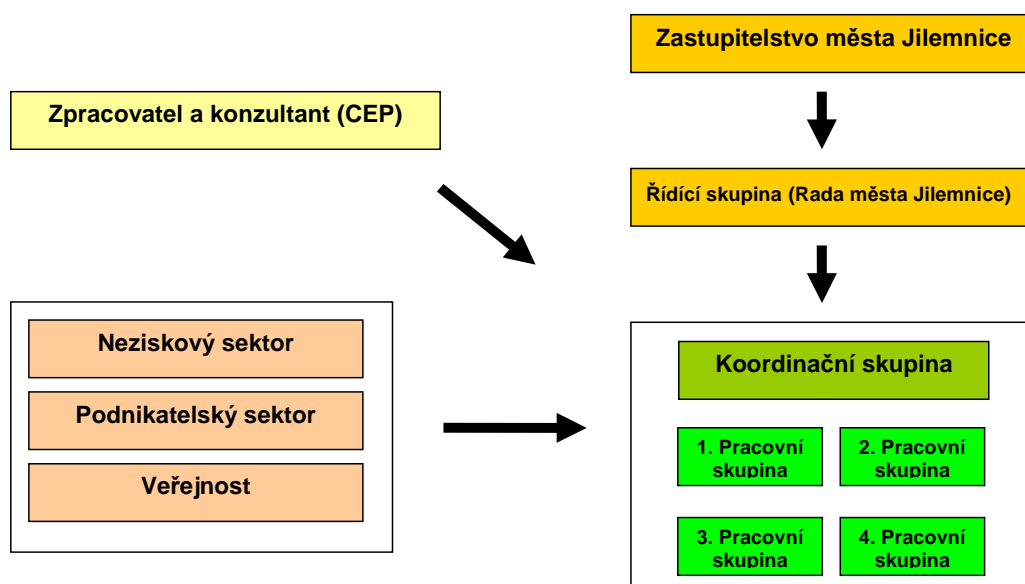 Zastupitelstvo města Jilemnice
Zpracovatel a konzultant (CEP)
Řídící skupina (Rada města Jilemnice)
Neziskový sektor
Podnikatelský sektor
Veřejnost
Koordinační skupina
1. Pracovní
skupina
2. Pracovní
skupina
3. Pracovní
skupina
4. Pracovní
skupina